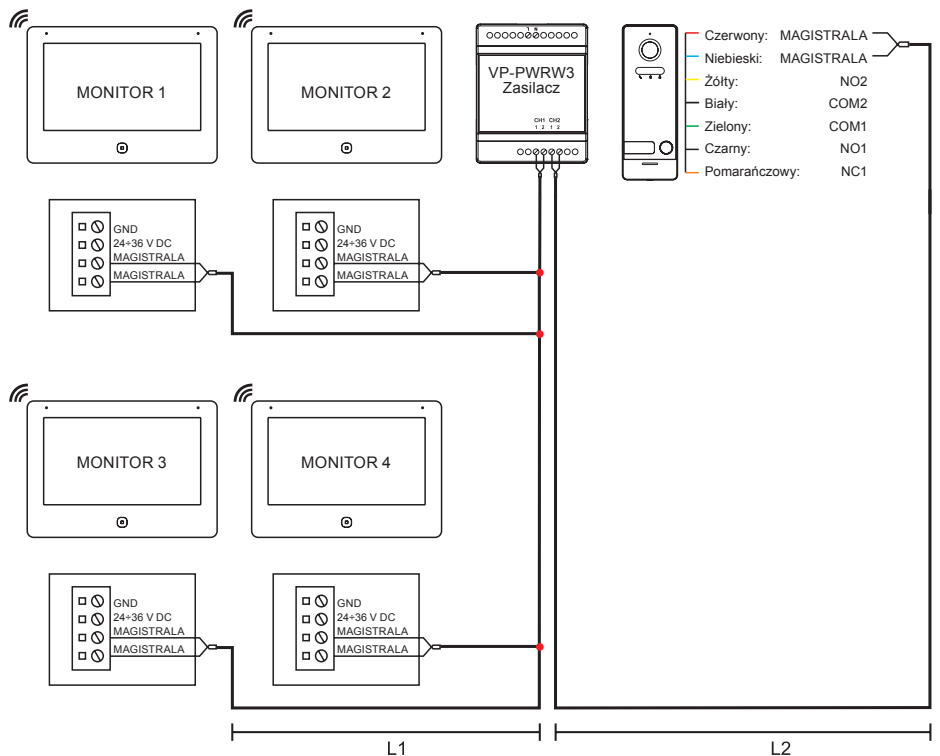 MONITOR 1
MONITOR 2
VP-PWRW3
Zasilacz
CH1 CH2
1 2 1 2
Czerwony: MAGISTRALA
Niebieski: MAGISTRALA
Żółty: NO2
Biały: COM2
Zielony: COM1
Czarny: NO1
Pomarańczowy: NC1
GND
24÷36 V DC
MAGISTRALA
MAGISTRALA
GND
24÷36 V DC
MAGISTRALA
MAGISTRALA
MONITOR 3
MONITOR 4
GND
24÷36 V DC
MAGISTRALA
MAGISTRALA
GND
24÷36 V DC
MAGISTRALA
MAGISTRALA
L1
L2